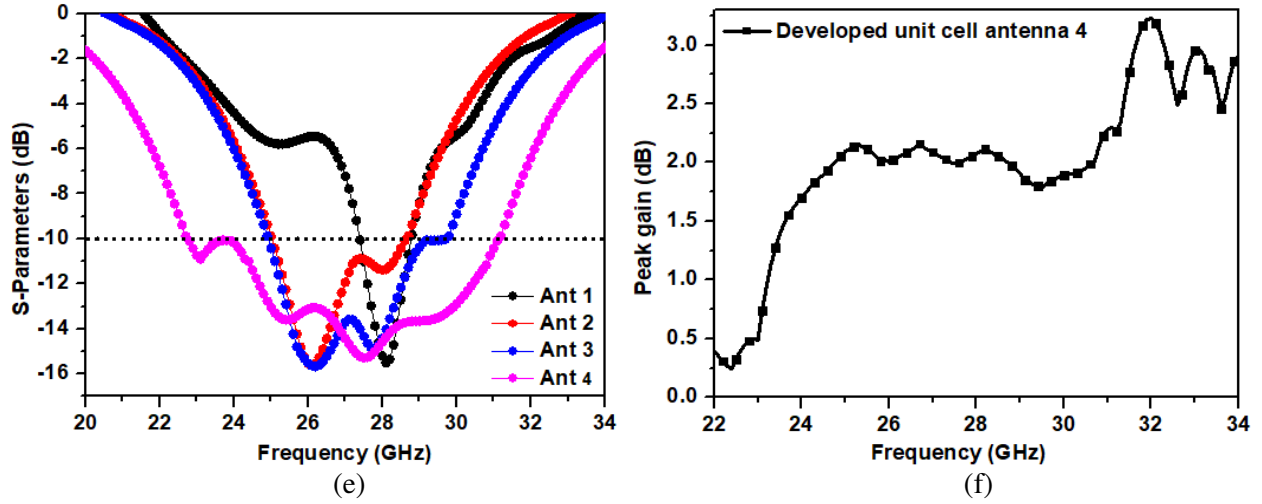 0
-2
-4
-6
-8
-10
-12
-14
-16
S-Parameters (dB)
Ant 1
Ant 2
Ant 3
Ant 4
20 22 24 26 28 30 32 34
Frequency (GHz)
(e)
Developed unit cell antenna 4
3.0
2.5
2.0
1.5
1.0
0.5
0.0
Peak gain (dB)
22 24 26 28 30 32 34
Frequency (GHz)
(f)